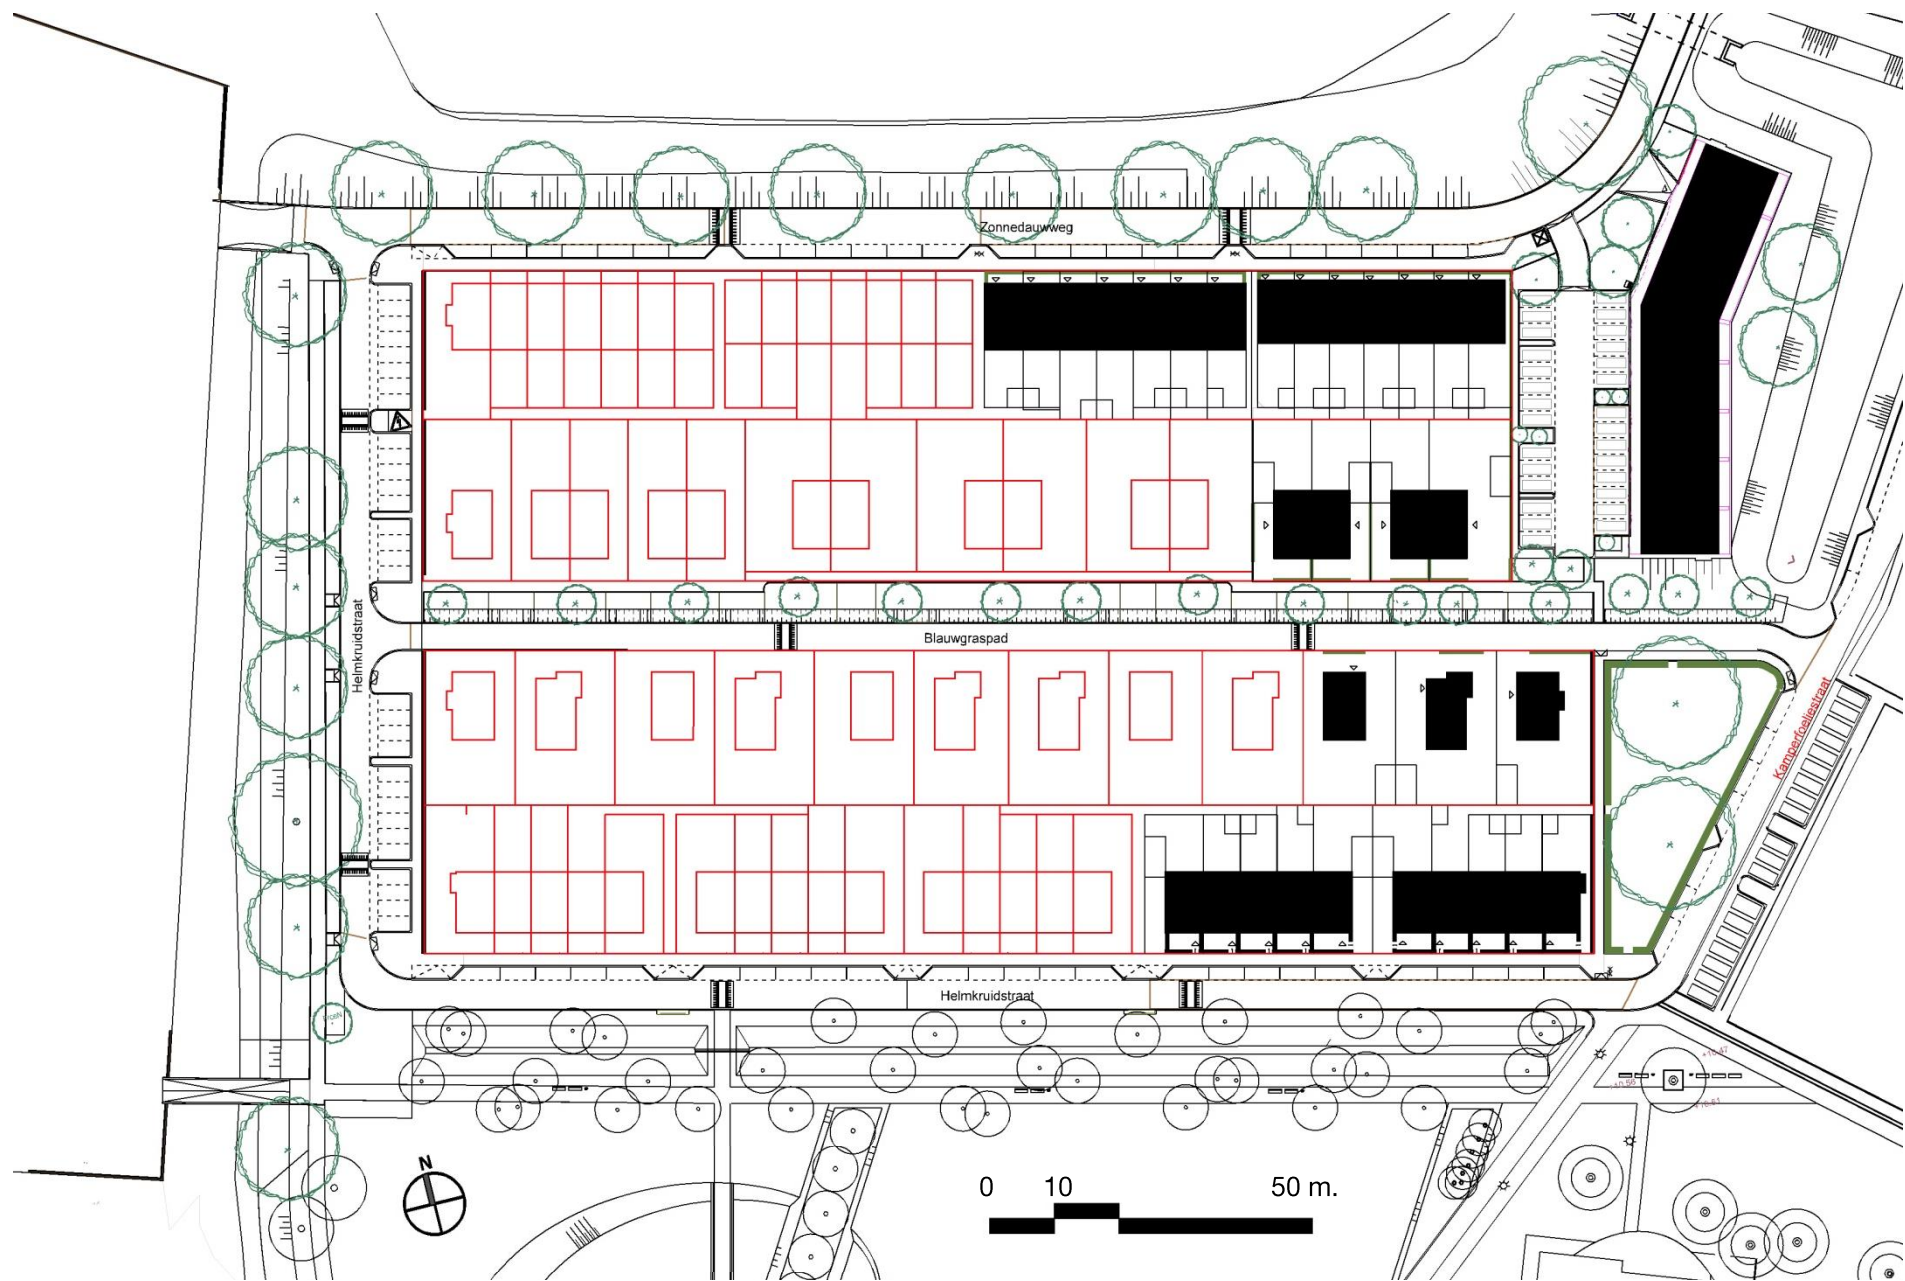 Zonnedauwweg
Helmkruidstraat
Blauwgraspad
Kamperfoeliestraat
Helmkruidstraat
N
0 10 50 m.